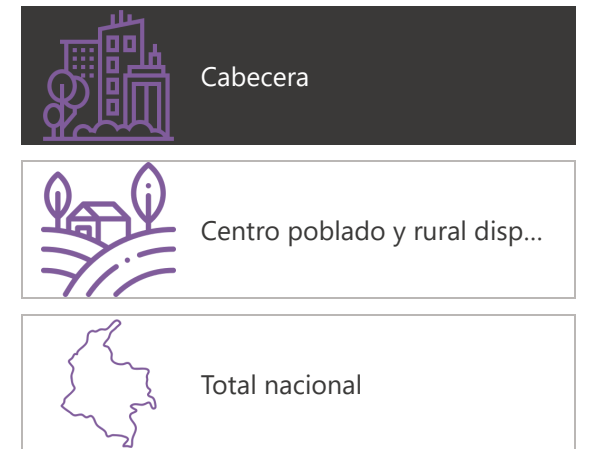 Cabecera
Centro poblado y rural disp...
Total nacional